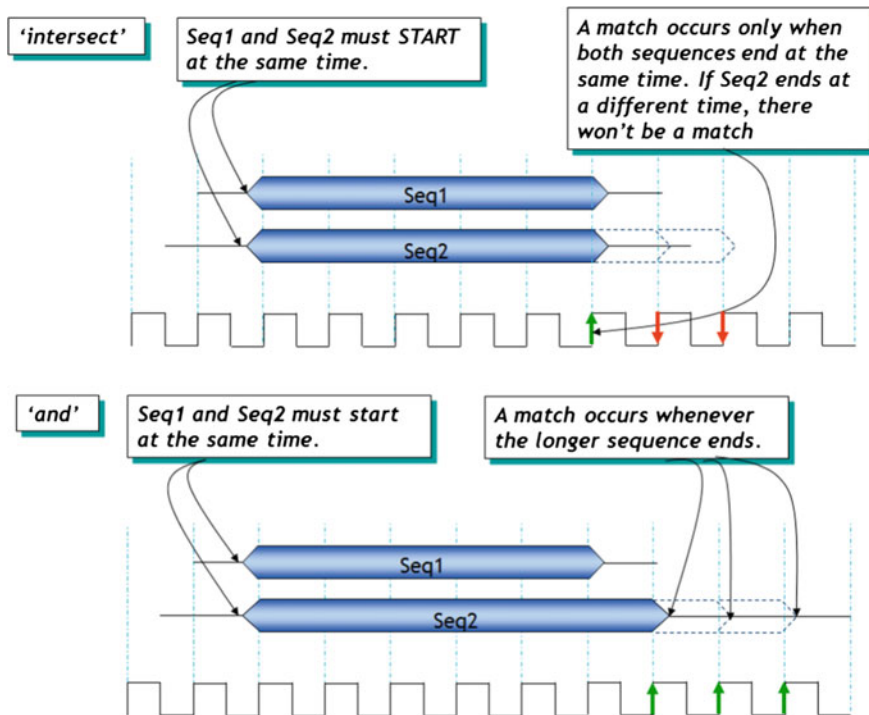 ‘intersect’
Seq1 and Seq2 must START
at the same time.
A match occurs only when
both sequences end at the
same time. If Seq2 ends at
a different time, there
won’t be a match
Seq1
Seq2
‘and’
Seq1 and Seq2 must start
at the same time.
A match occurs whenever
the longer sequence ends.
Seq1
Seq2